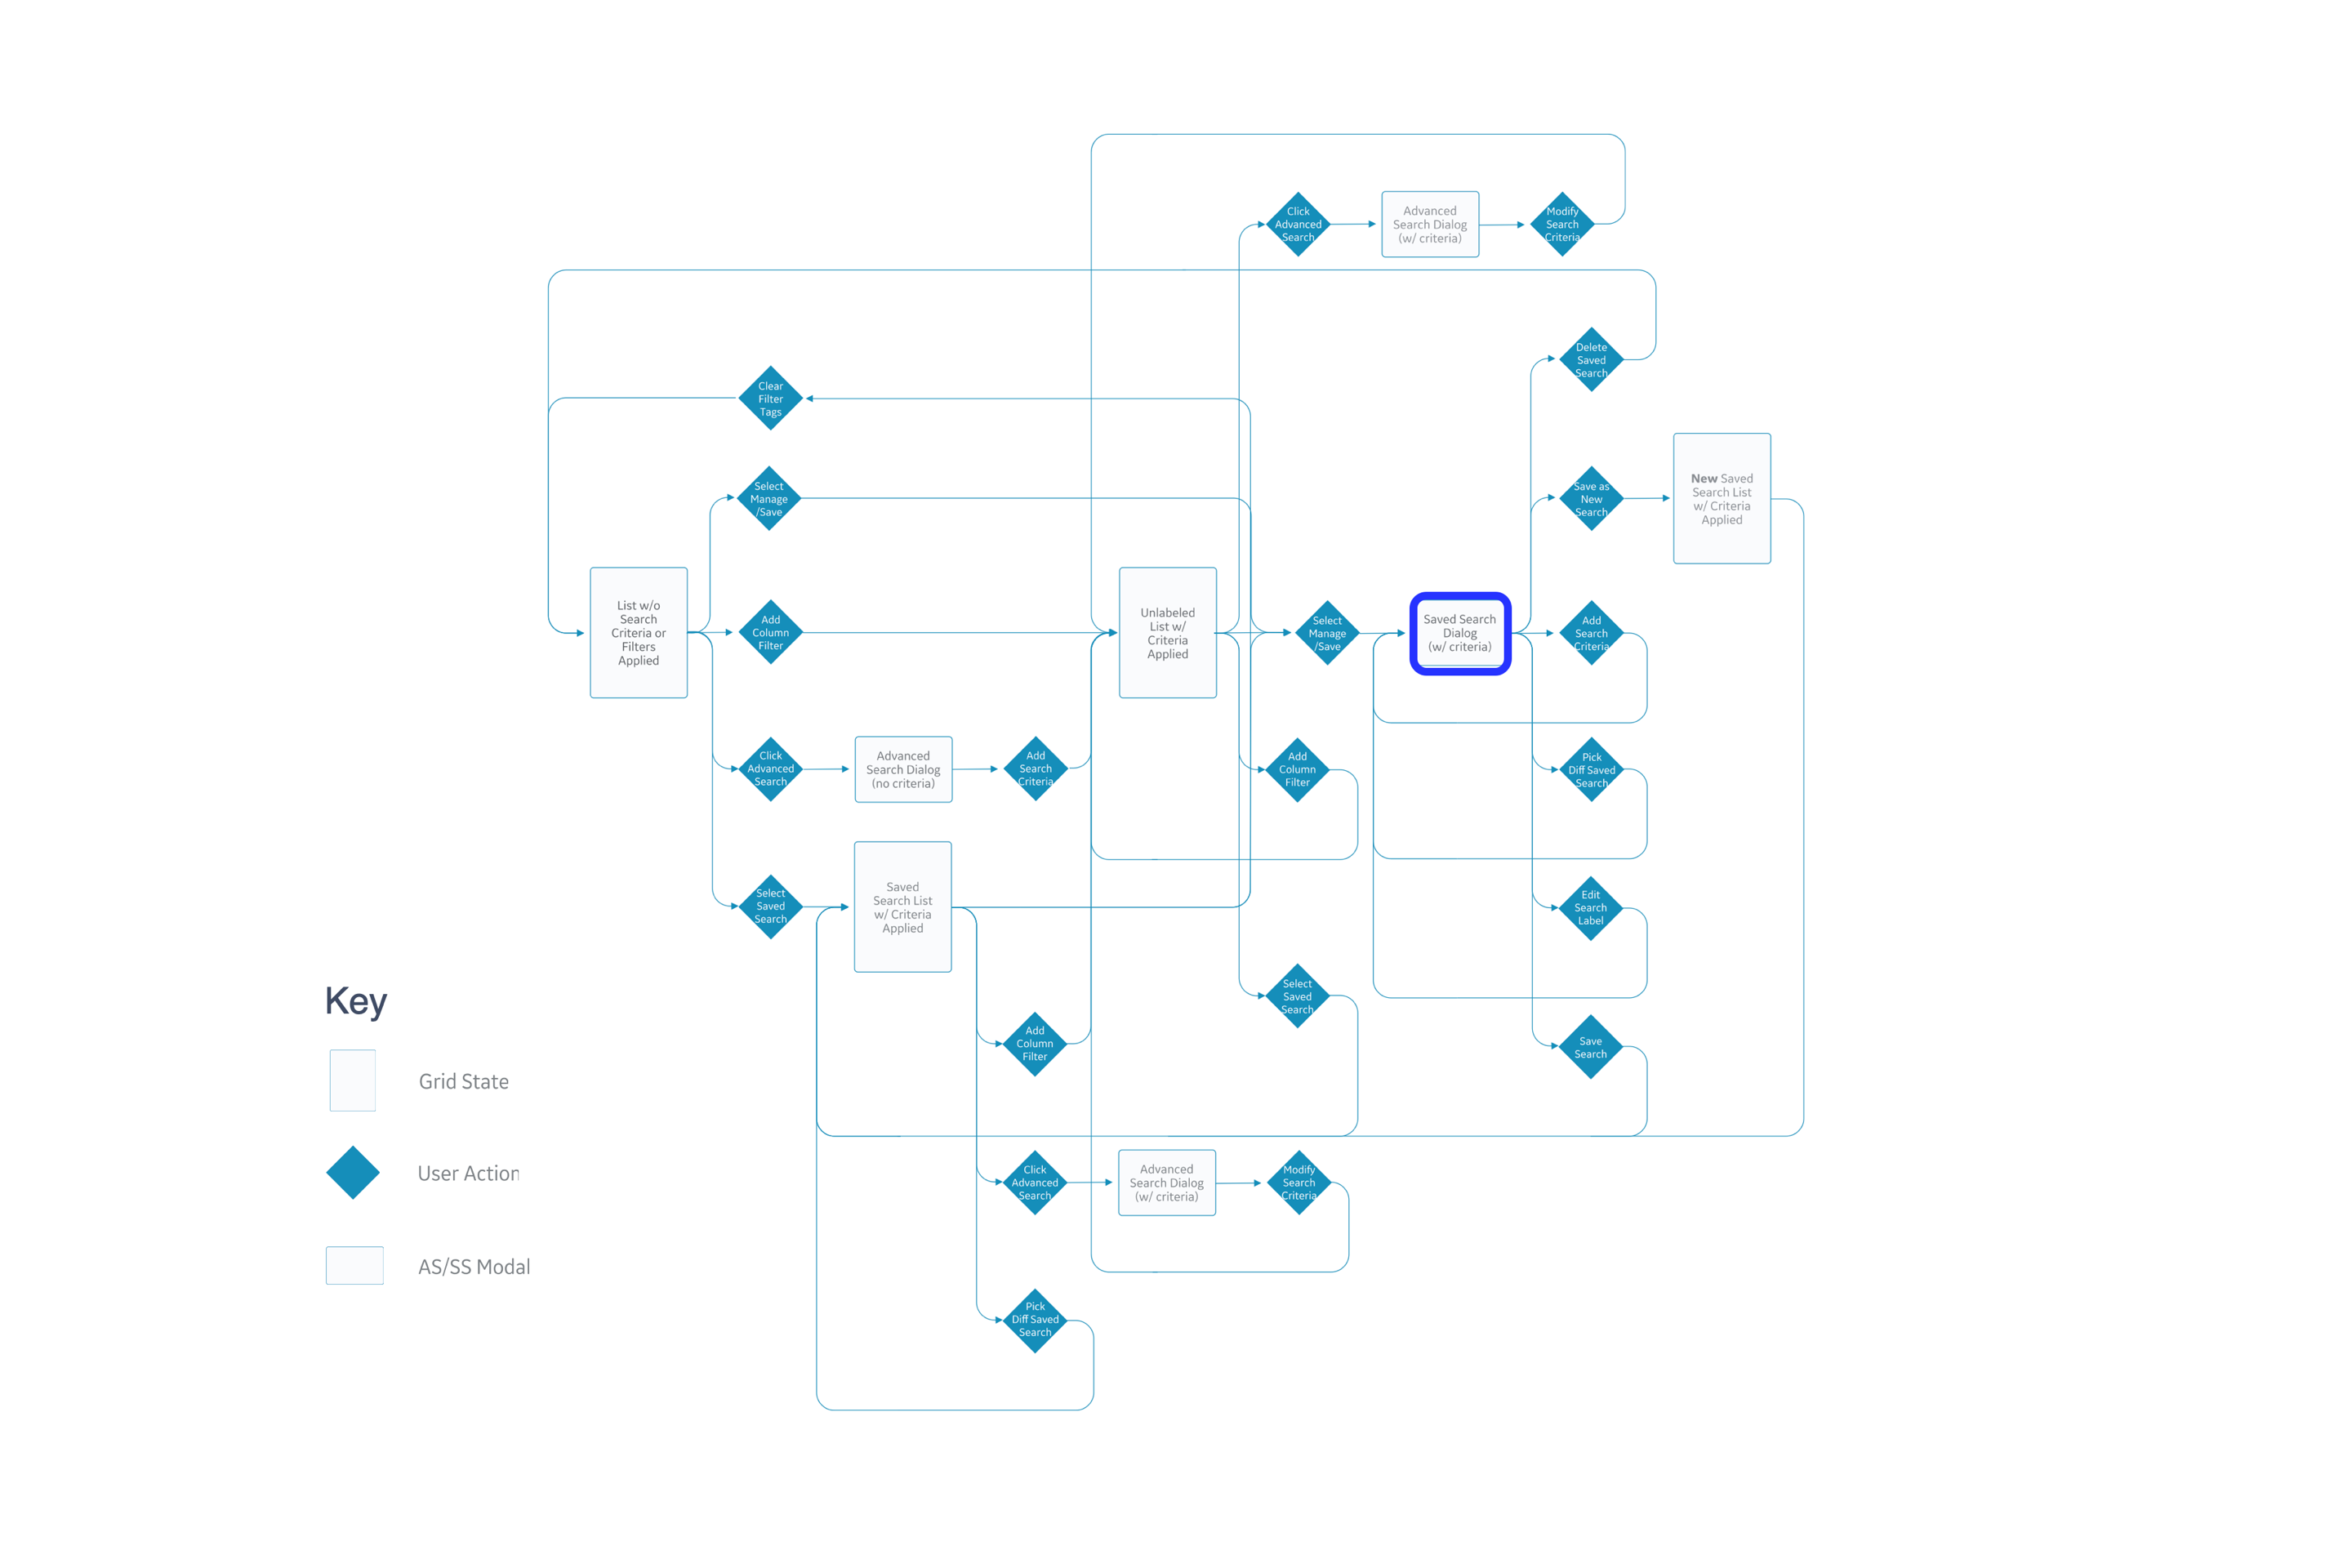 Click
Advanced
Search
Advanced
Search Dialog
(w/ criteria)
Modify
Search
Criteria
Delete
Saved
Search
Clear
Filter
Tags
Select
Manage
/Save
Save as
New
Search
New Saved
Search List
w/ Criteria
Applied
List w/o
Search
Criteria or
Filters
Applied
Add
Column
Filter
Unlabeled
List w/
Criteria
Applied
Select
Manage
/Save
Saved Search
Dialog
(w/ criteria)
Add
Search
Criteria
Click
Advanced
Search
Advanced
Search Dialog
(no criteria)
Add
Search
Criteria
Add
Column
Filter
Pick
Diff Saved
Search
Select
Saved
Search
Saved
Search List
w/ Criteria
Applied
Edit
Search
Label
Select
Saved
Search
Add
Column
Filter
Save
Search
Click
Advanced
Search
Advanced
Search Dialog
(w/ criteria)
Modify
Search
Criteria
Pick
Diff Saved
Search
Key
Grid State
User Action
AS/SS Modal